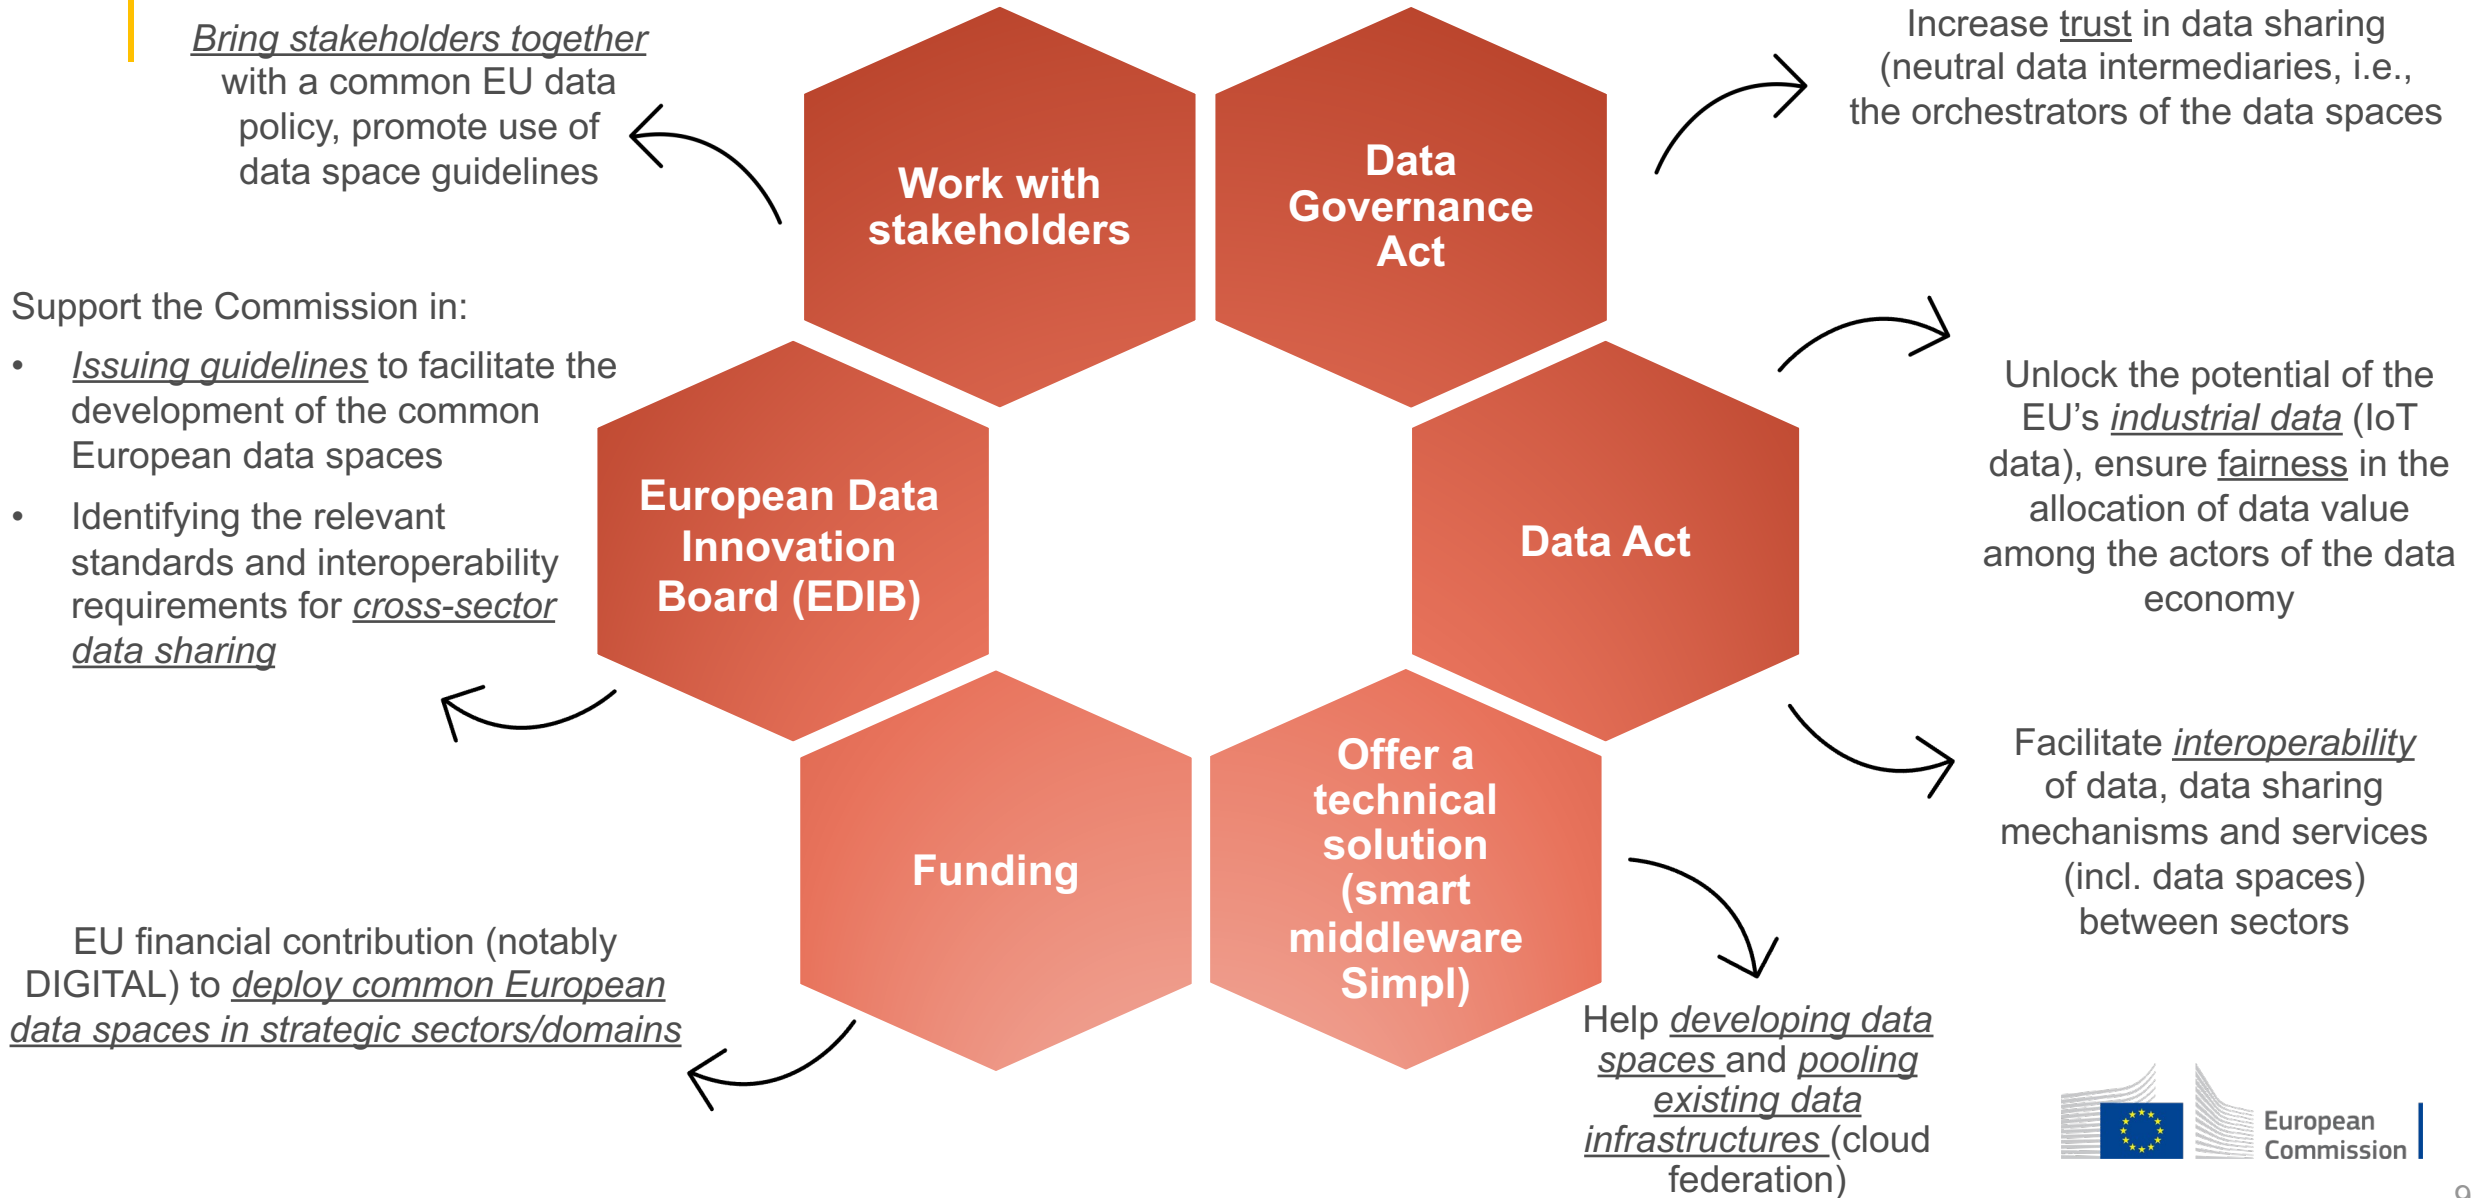 Bring stakeholders together
with a common EU data
policy, promote use of
data space guidelines
Work with
stakeholders
Data
Governance
Act
Increase trust in data sharing
(neutral data intermediaries, i.e.,
the orchestrators of the data spaces
Support the Commission in:
• Issuing guidelines to facilitate the
development of the common
European data spaces
• Identifying the relevant
standards and interoperability
requirements for cross-sector
data sharing
European Data
Innovation
Board (EDIB)
Data Act
Unlock the potential of the
EU’s industrial data (IoT
data), ensure fairness in the
allocation of data value
among the actors of the data
economy
Facilitate interoperability
of data, data sharing
mechanisms and services
(incl. data spaces)
between sectors
Funding
Offer a
technical
solution
(smart
middleware
Simpl)
EU financial contribution (notably
DIGITAL) to deploy common European
data spaces in strategic sectors/domains
Help developing data
spaces and pooling
existing data
infrastructures (cloud
federation)
European
Commission